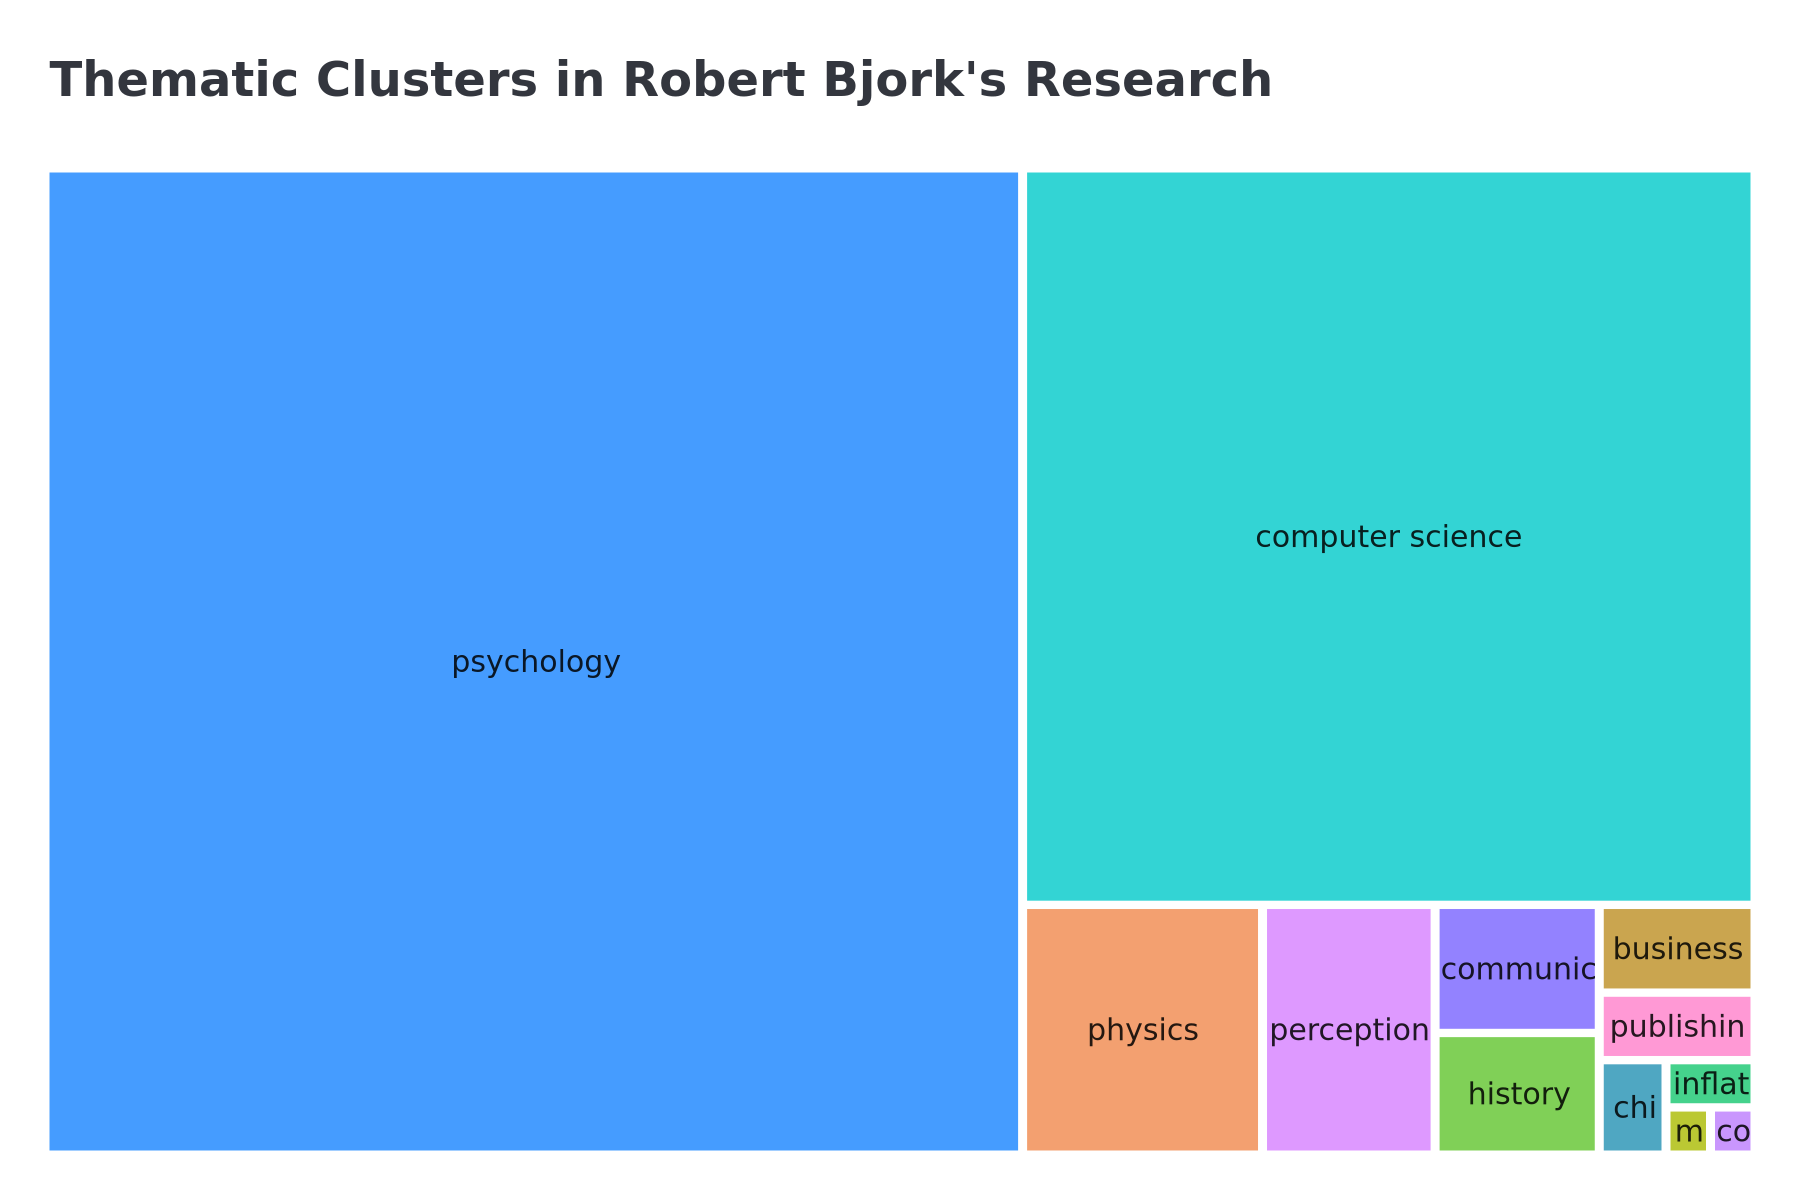 Thematic Clusters in Robert Bjork's Research
psychology
computer science
physics
perception
communic
history
business
publishin
chi
inflat
m
co